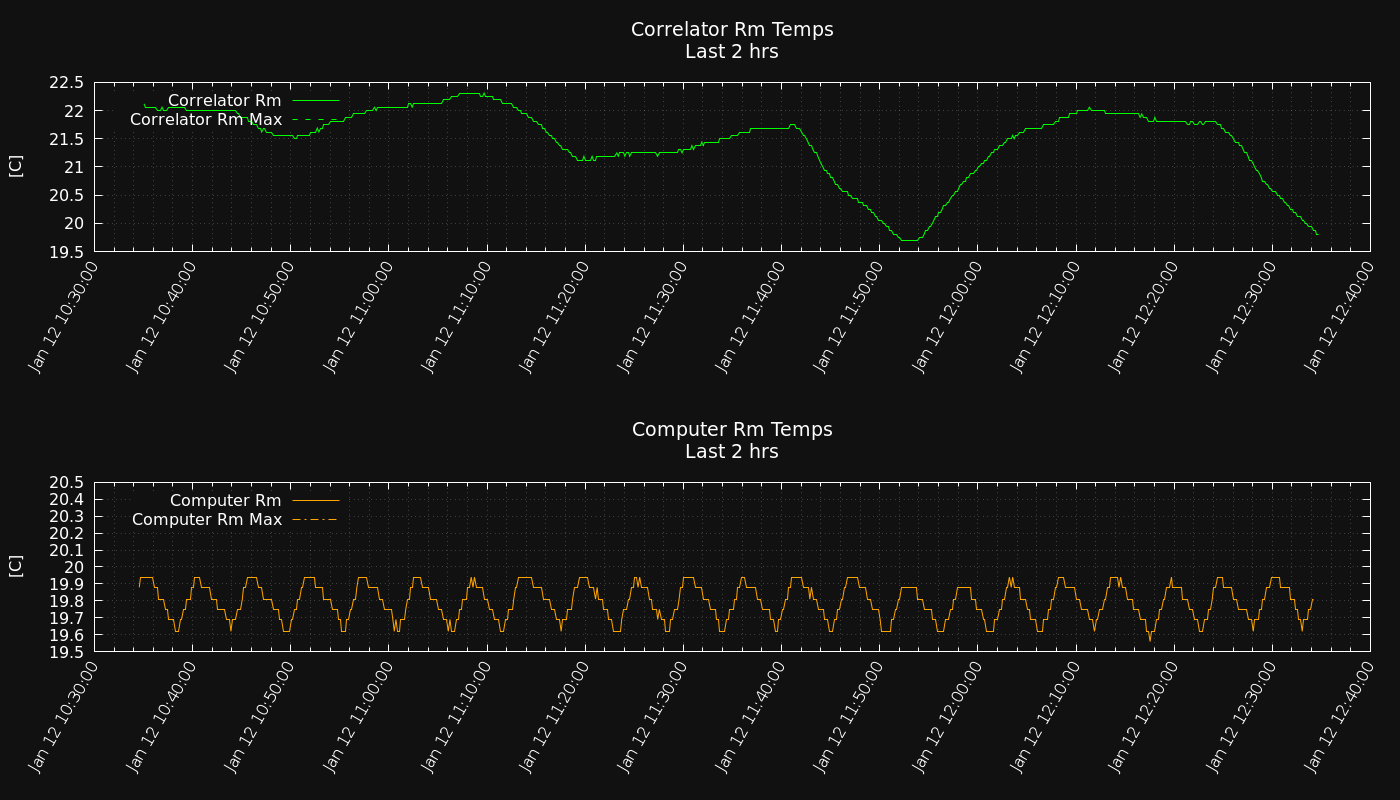 Correlator Rm Temps
Last 2 hrs
[C]
22.5
22
21.5
21
20.5
20
19.5
Correlator Rm
Correlator Rm Max
Jan 12 10:30:00
Jan 12 10:40:00
Jan 12 10:50:00
Jan 12 11:00:00
Jan 12 11:10:00
Jan 12 11:20:00
Jan 12 11:30:00
Jan 12 11:40:00
Jan 12 11:50:00
Jan 12 12:00:00
Jan 12 12:10:00
Jan 12 12:20:00
Jan 12 12:30:00
Jan 12 12:40:00
Computer Rm Temps
Last 2 hrs
[C]
20.5
20.4
20.3
20.2
20.1
20
19.9
19.8
19.7
19.6
19.5
Computer Rm
Computer Rm Max
Jan 12 10:30:00
Jan 12 10:40:00
Jan 12 10:50:00
Jan 12 11:00:00
Jan 12 11:10:00
Jan 12 11:20:00
Jan 12 11:30:00
Jan 12 11:40:00
Jan 12 11:50:00
Jan 12 12:00:00
Jan 12 12:10:00
Jan 12 12:20:00
Jan 12 12:30:00
Jan 12 12:40:00